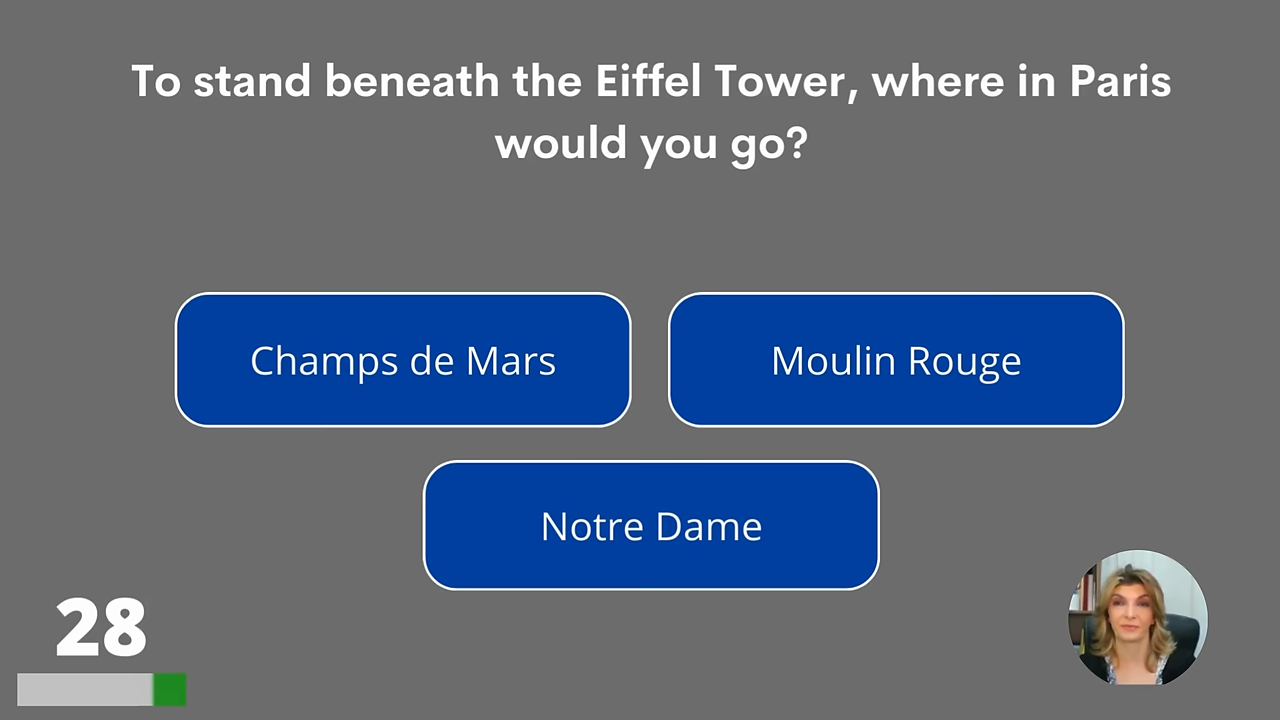 To stand beneath the Eiffel Tower, where in Paris
would you go?
Champs de Mars
Moulin Rouge
Notre Dame
28